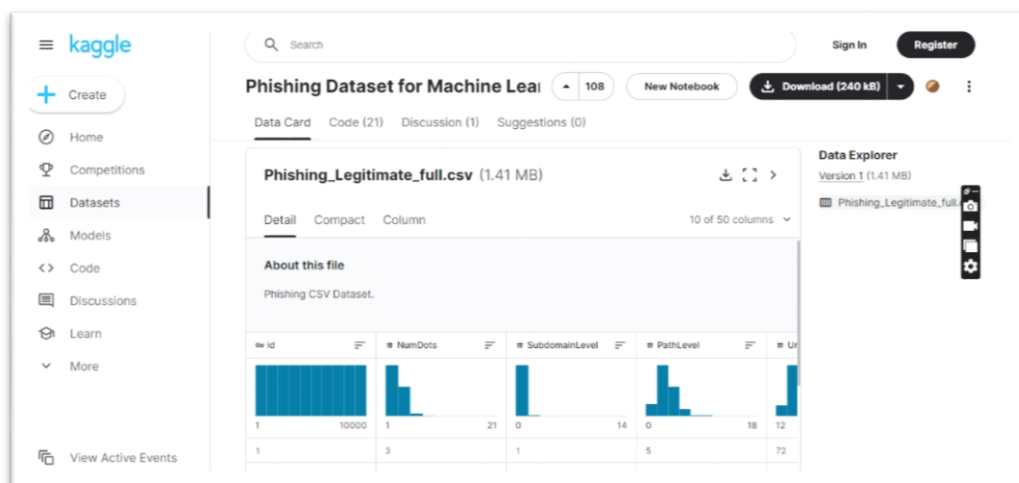 kaggle
Search
Sign In
Register
Create
Phishing Dataset for Machine Lear
108
New Notebook
Download (240 kB)
Data Card
Code (21)
Discussion (1)
Suggestions (0)
Home
Competitions
Datasets
Models
Code
Discussions
Learn
More
View Active Events
Phishing_Legitimate_full.csv (1.41 MB)
Detail
Compact
Column
10 of 50 columns
About this file
Phishing CSV Dataset.
id
NumDots
SubdomainLevel
PathLevel
Ur
1
10000
1
21
0
14
0
18
12
1
3
1
5
72
Data Explorer
Version 1 (1.41 MB)
Phishing_Legitimate_full.